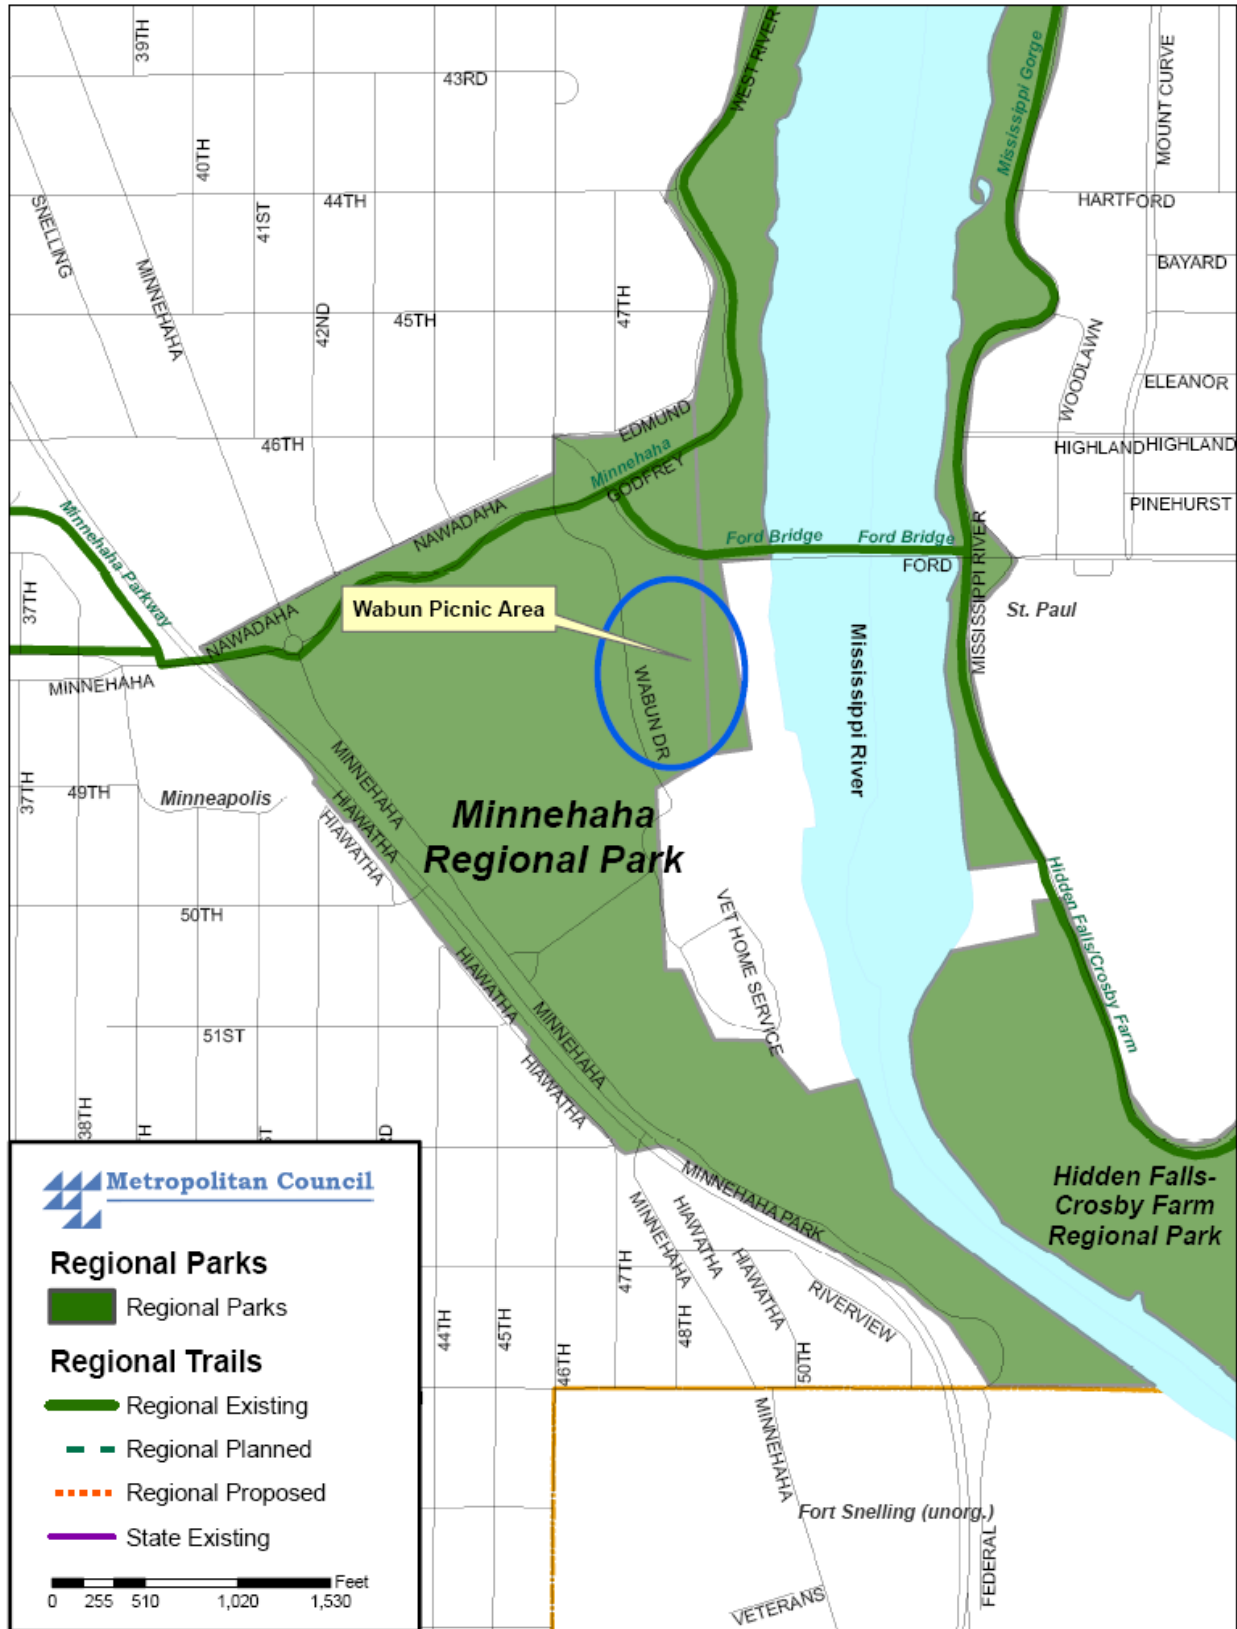 39TH
43RD
WEST RIVER
Mississippi Gorge
MOUNT CURVE
40TH
SNELLING
41ST
44TH
HARTFORD
MINNEHAHA
BAYARD
42ND
45TH
47TH
WOODLAWN
ELEANOR
EDMUND
46TH
HIGHLAND
HIGHLAND
Minnehaha
GODFREY
NAWADAHA
PINEHURST
Minnehaha Parkway
Ford Bridge
Ford Bridge
FORD
MISSISSIPPI RIVER
37TH
Wabun Picnic Area
St. Paul
NAWADAHA
Mississippi River
MINNEHAHA
WABUN DR
37TH
49TH
Minneapolis
MINNEHAHA
HIAWATHA
HIAWATHA
Minnehaha
Regional Park
Hidden Falls/Crosby Farm
50TH
VET HOME SERVICE
HIAWATHA
MINNEHAHA
51ST
HIAWATHA
38TH
TH
ST
RD
MINNEHAHA PARK
Hidden Falls-
Crosby Farm
Regional Park
MINNEHAHA
HIAWATHA
HIAWATHA
47TH
RIVERVIEW
44TH
45TH
46TH
48TH
50TH
MINNEHAHA
Fort Snelling (unorg.)
FEDERAL
VETERANS
Metropolitan Council
Regional Parks
Regional Parks
Regional Trails
Regional Existing
Regional Planned
Regional Proposed
State Existing
Feet
0 255 510 1,020 1,530